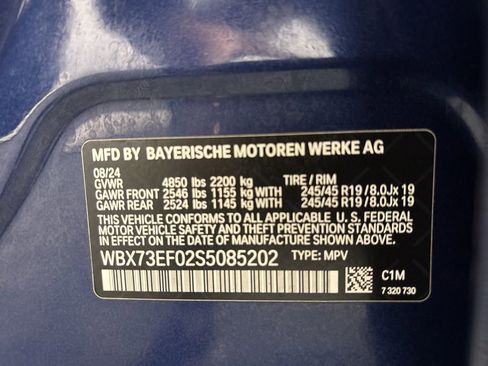 MFD BY BAYERISCHE MOTOREN WERKE AG
08/24
GVWR 4850 lbs 2200 kg TIRE / RIM
GAWR FRONT 2546 lbs 1155 kg WITH 245/45 R19 / 8.0Jx 19
GAWR REAR 2524 lbs 1145 kg WITH 245/45 R19 / 8.0Jx 19
THIS VEHICLE CONFORMS TO ALL APPLICABLE U. S. FEDERAL
MOTOR VEHICLE SAFETY, BUMPER, AND THEFT PREVENTION
STANDARDS IN EFFECT ON THE DATE OF MANUFACTURE SHOWN ABOVE.
WBX73EF02S5085202 TYPE: MPV
C1M
7 320 730